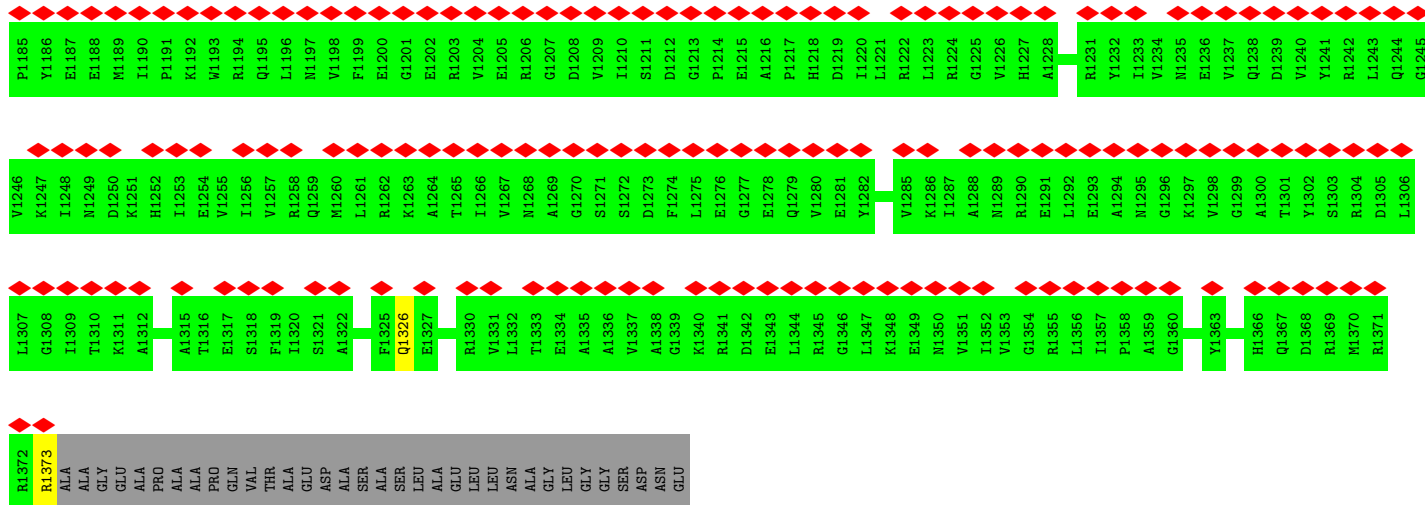 P1185 Y1186 E1187 E1188 M1189 I1190 P1191 K1192 W1193 R1194 Q1195 L1196 N1197 V1198 F1199 E1200 G1201 E1202 R1203 V1204 E1205 R1206 G1207 D1208 V1209 I1210 S1211 D1212 G1213 P1214 E1215 A1216 P1217 H1218 D1219 I1220 L1221 R1222 L1223 R1224 G1225 V1226 H1227 A1228 R1231 Y1232 I1233 V1234 N1235 E1236 V1237 Q1238 D1239 V1240 Y1241 R1242 L1243 Q1244 G1245
V1246 K1247 I1248 N1249 D1250 K1251 H1252 I1253 E1254 V1255 I1256 V1257 R1258 Q1259 M1260 L1261 R1262 K1263 A1264 T1265 I1266 V1267 N1268 A1269 G1270 S1271 S1272 D1273 F1274 L1275 E1276 G1277 E1278 Q1279 V1280 E1281 Y1282 V1285 K1286 I1287 A1288 N1289 R1290 E1291 L1292 E1293 A1294 N1295 G1296 K1297 V1298 G1299 A1300 T1301 Y1302 S1303 R1304 D1305 L1306
L1307 G1308 I1309 T1310 K1311 A1312 A1315 T1316 E1317 S1318 F1319 I1320 S1321 A1322 F1325 Q1326 E1327 R1330 V1331 L1332 T1333 E1334 A1335 A1336 V1337 A1338 G1339 K1340 R1341 D1342 E1343 L1344 R1345 G1346 L1347 K1348 E1349 N1350 V1351 I1352 V1353 G1354 R1355 L1356 I1357 P1358 A1359 G1360 Y1363 H1366 Q1367 D1368 R1369 M1370 R1371
R1372 R1373 ALA ALA GLY GLU ALA PRO ALA ALA PRO GLN VAL THR ALA GLU ASP ALA SER ALA SER LEU ALA GLU LEU LEU ASN ALA GLY LEU GLY GLY SER ASP ASN GLU